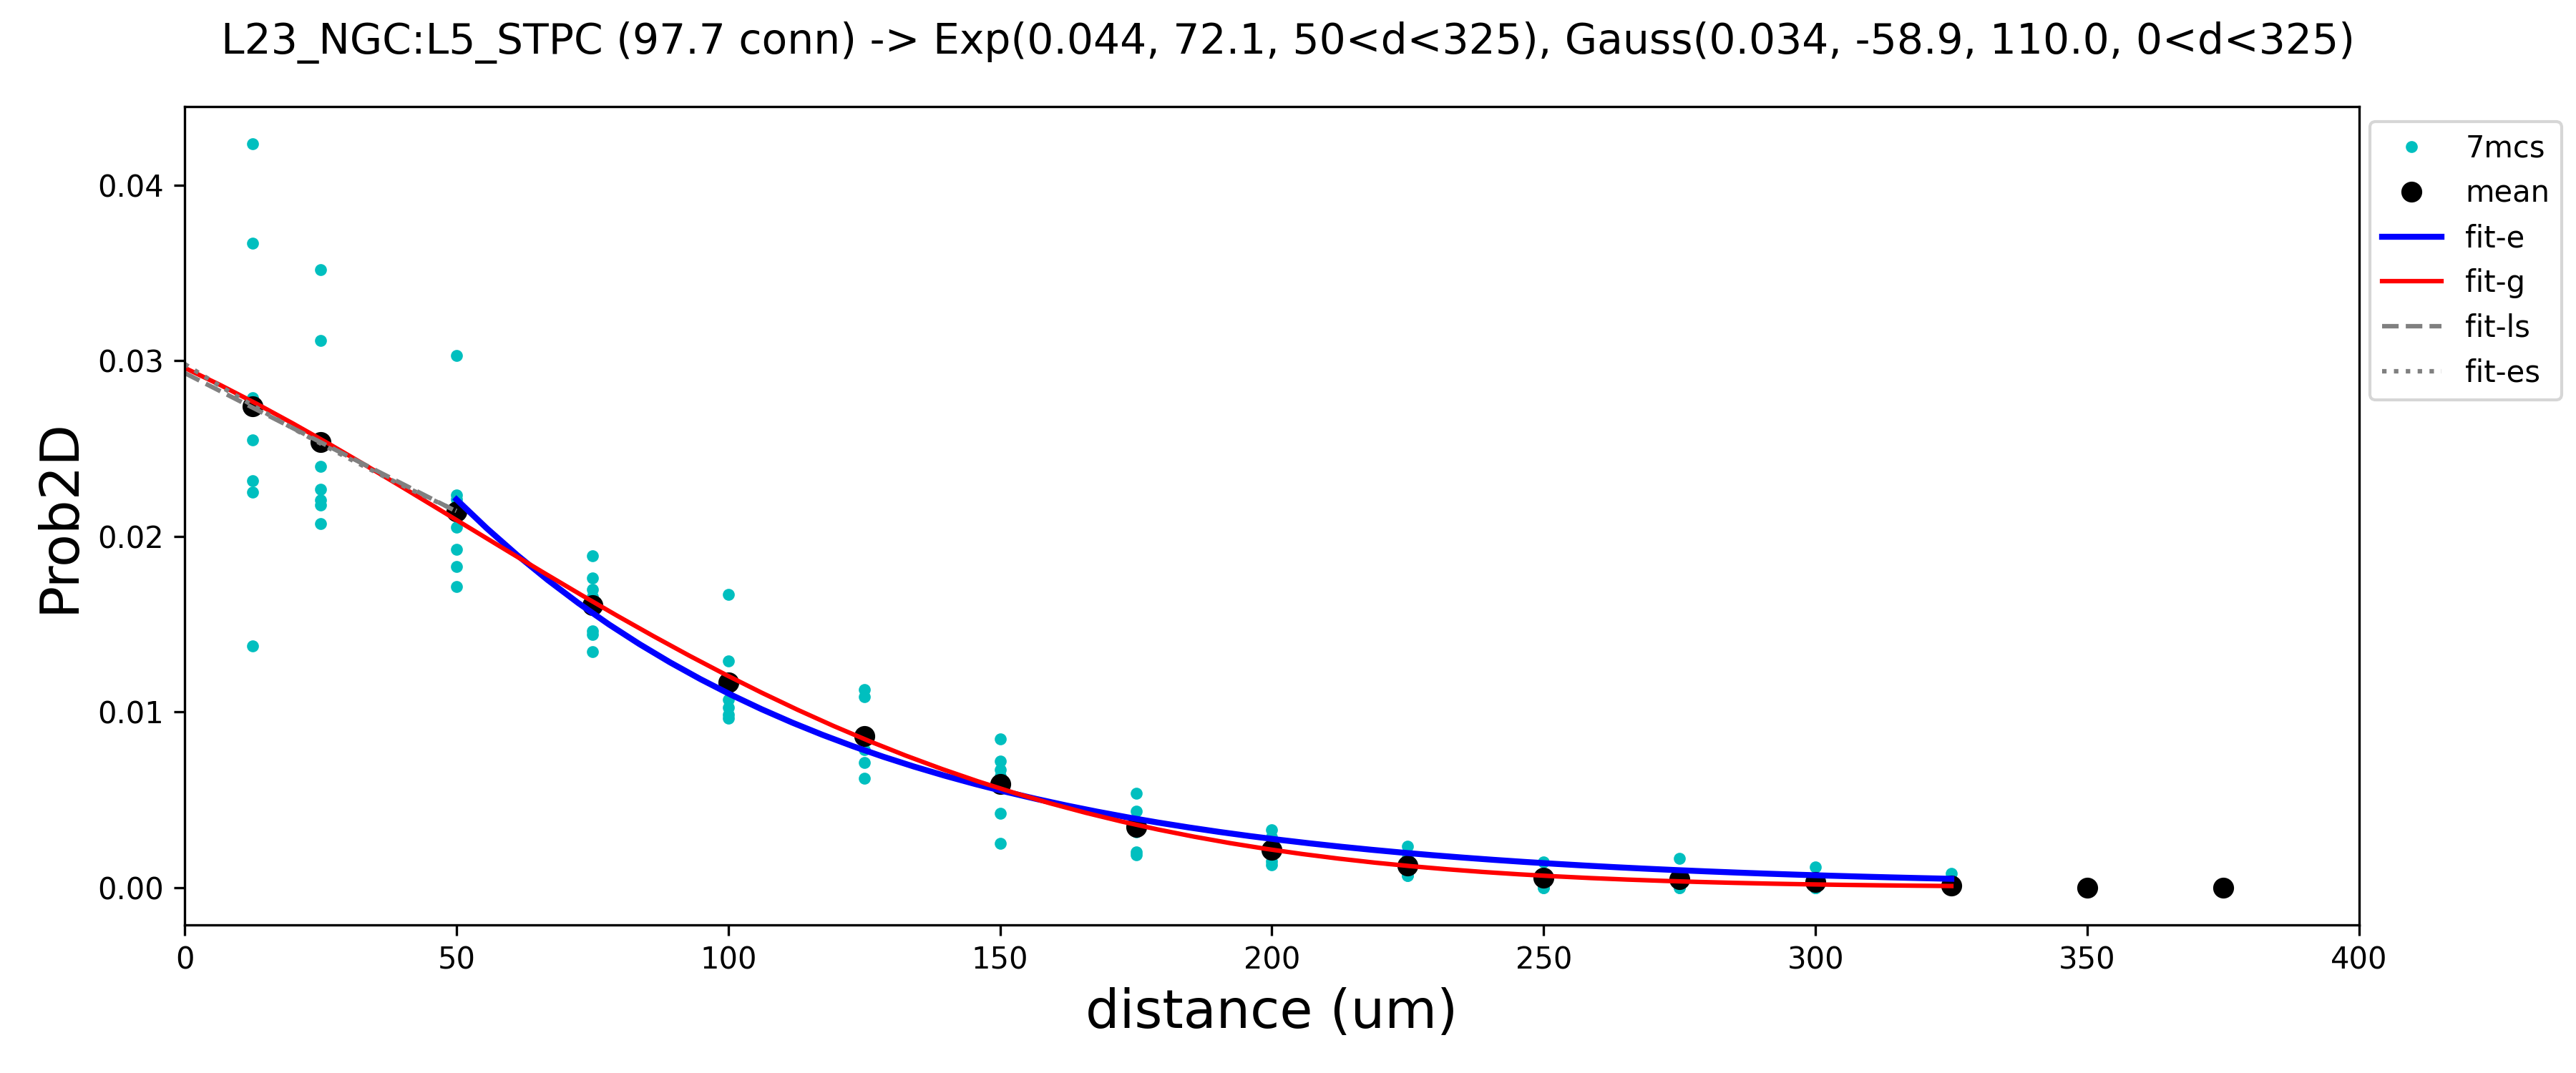 L23_NGC:L5_STPC (97.7 conn) -> Exp(0.044, 72.1, 50<d<325), Gauss(0.034, -58.9, 110.0, 0<d<325)
7mcs
mean
fit-e
fit-g
fit-ls
fit-es
Prob2D
0.04
0.03
0.02
0.01
0.00
0 50 100 150 200 250 300 350 400
distance (um)